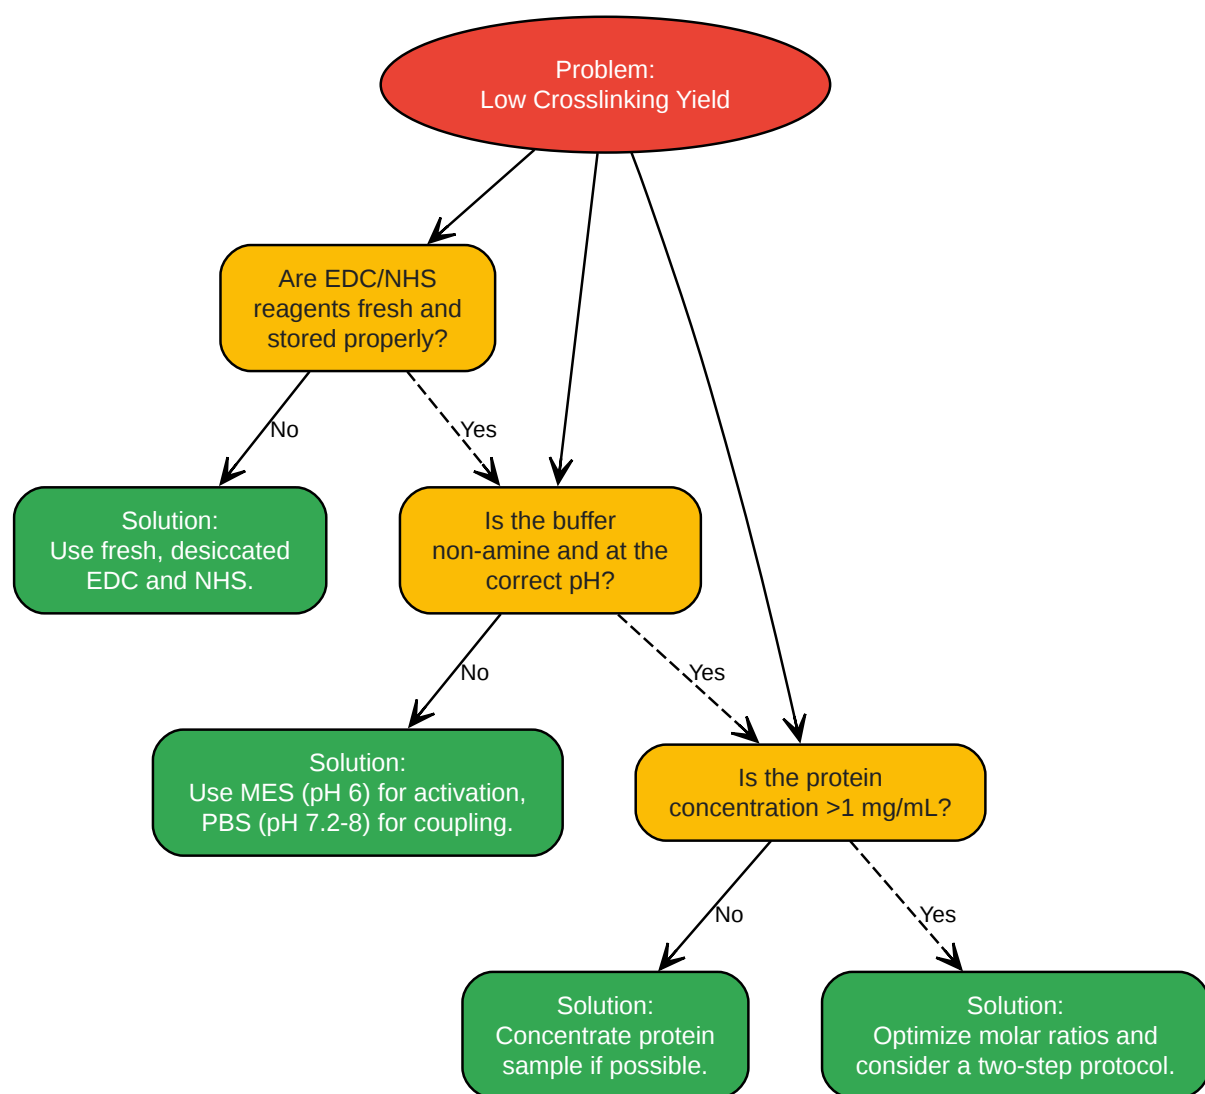 Problem:
Low Crosslinking Yield
Are EDC/NHS
reagents fresh and
stored properly?
No
Yes
Solution:
Use fresh, desiccated
EDC and NHS.
Is the buffer
non-amine and at the
correct pH?
No
Yes
Solution:
Use MES (pH 6) for activation,
PBS (pH 7.2-8) for coupling.
Is the protein
concentration >1 mg/mL?
No
Yes
Solution:
Concentrate protein
sample if possible.
Solution:
Optimize molar ratios and
consider a two-step protocol.